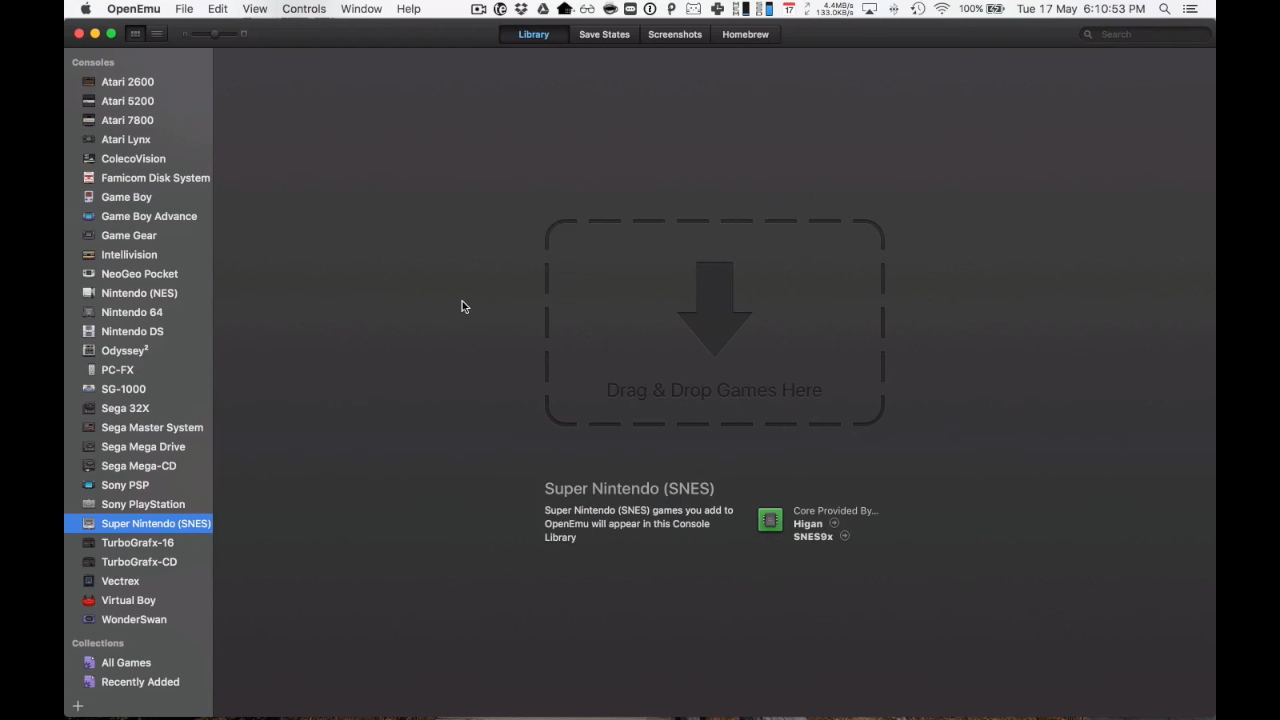 OpenEmu File Edit View Controls Window Help
4.4MB/s
133.0KB/s
17
100%
Tue 17 May 6:10:53 PM
Library Save States Screenshots Homebrew
Search
Consoles
Atari 2600
Atari 5200
Atari 7800
Atari Lynx
ColecoVision
Famicom Disk System
Game Boy
Game Boy Advance
Game Gear
Intellivision
NeoGeo Pocket
Nintendo (NES)
Nintendo 64
Nintendo DS
Odyssey²
PC-FX
SG-1000
Sega 32X
Sega Master System
Sega Mega Drive
Sega Mega-CD
Sony PSP
Sony PlayStation
Super Nintendo (SNES)
TurboGrafx-16
TurboGrafx-CD
Vectrex
Virtual Boy
WonderSwan
Collections
All Games
Recently Added
Drag & Drop Games Here
Super Nintendo (SNES)
Super Nintendo (SNES) games you add to
OpenEmu will appear in this Console
Library
Core Provided By...
Higan
SNES9x